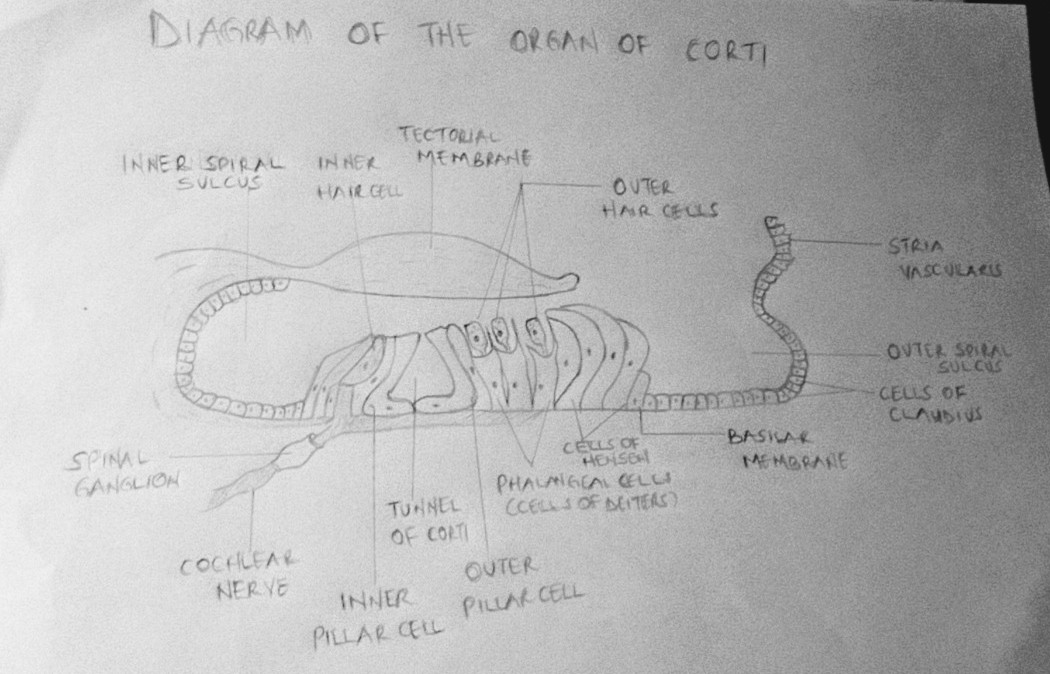 DIAGRAM OF THE ORGAN OF CORTI
TECTORIAL
MEMBRANE
INNER SPIRAL
SULCUS
INNER
HAIR CELL
OUTER
HAIR CELLS
STRIA
VASCULARIS
OUTER SPIRAL
SULCUS
CELLS OF
CLAUDIUS
BASILAR
MEMBRANE
CELLS OF
HENSEN
PHALANGEAL CELLS
(CELLS OF DEITERS)
SPINAL
GANGLION
TUNNEL
OF CORTI
COCHLEAR
NERVE
OUTER
PILLAR CELL
INNER
PILLAR CELL